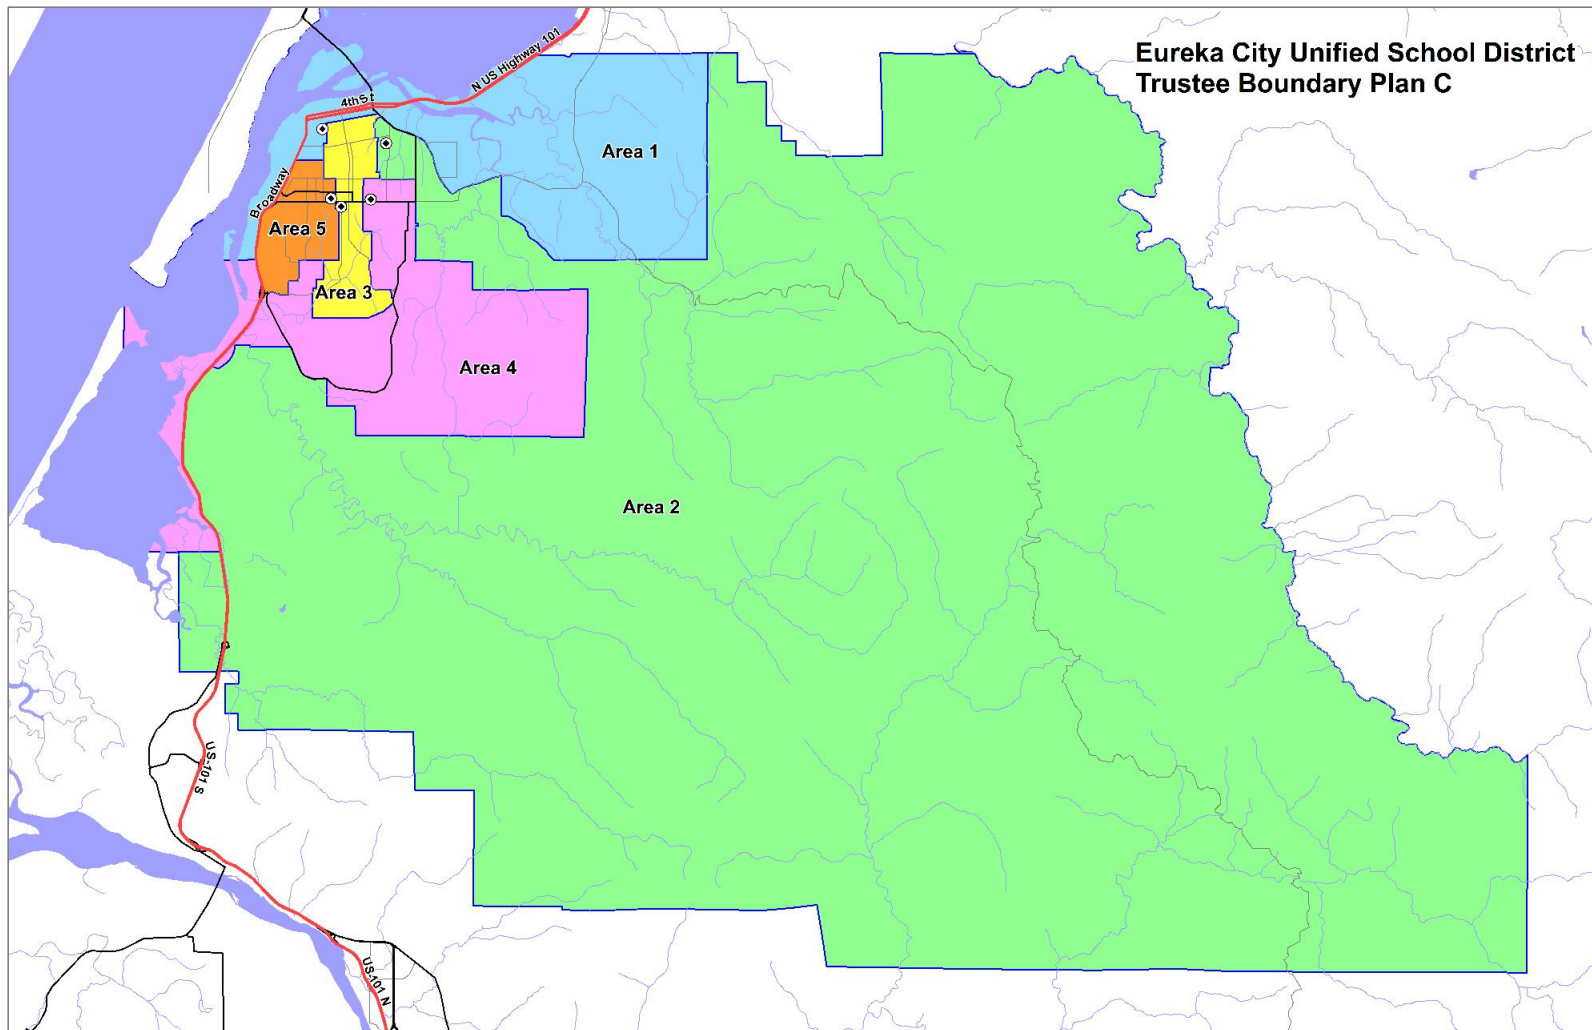 Eureka City Unified School District
Trustee Boundary Plan C
N US Highway 101
4th St
Area 1
Broadway
Area 5
Area 3
Area 4
Area 2
US-101 S
US-101 N